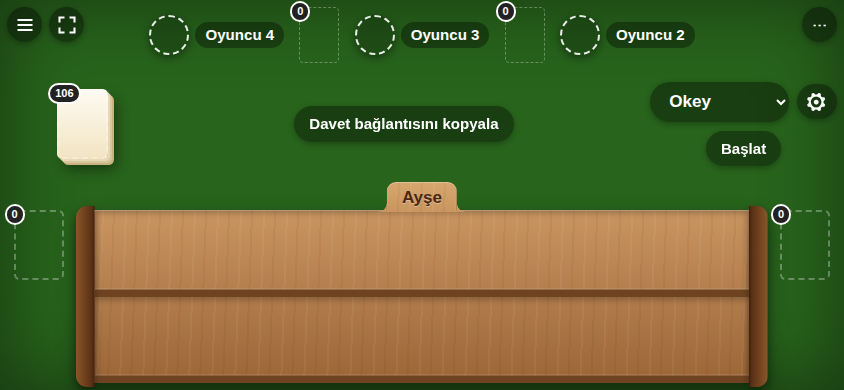 0
0
Oyuncu 4
Oyuncu 3
Oyuncu 2
...
106
Okey
Davet bağlantısını kopyala
Başlat
Ayşe
0
0